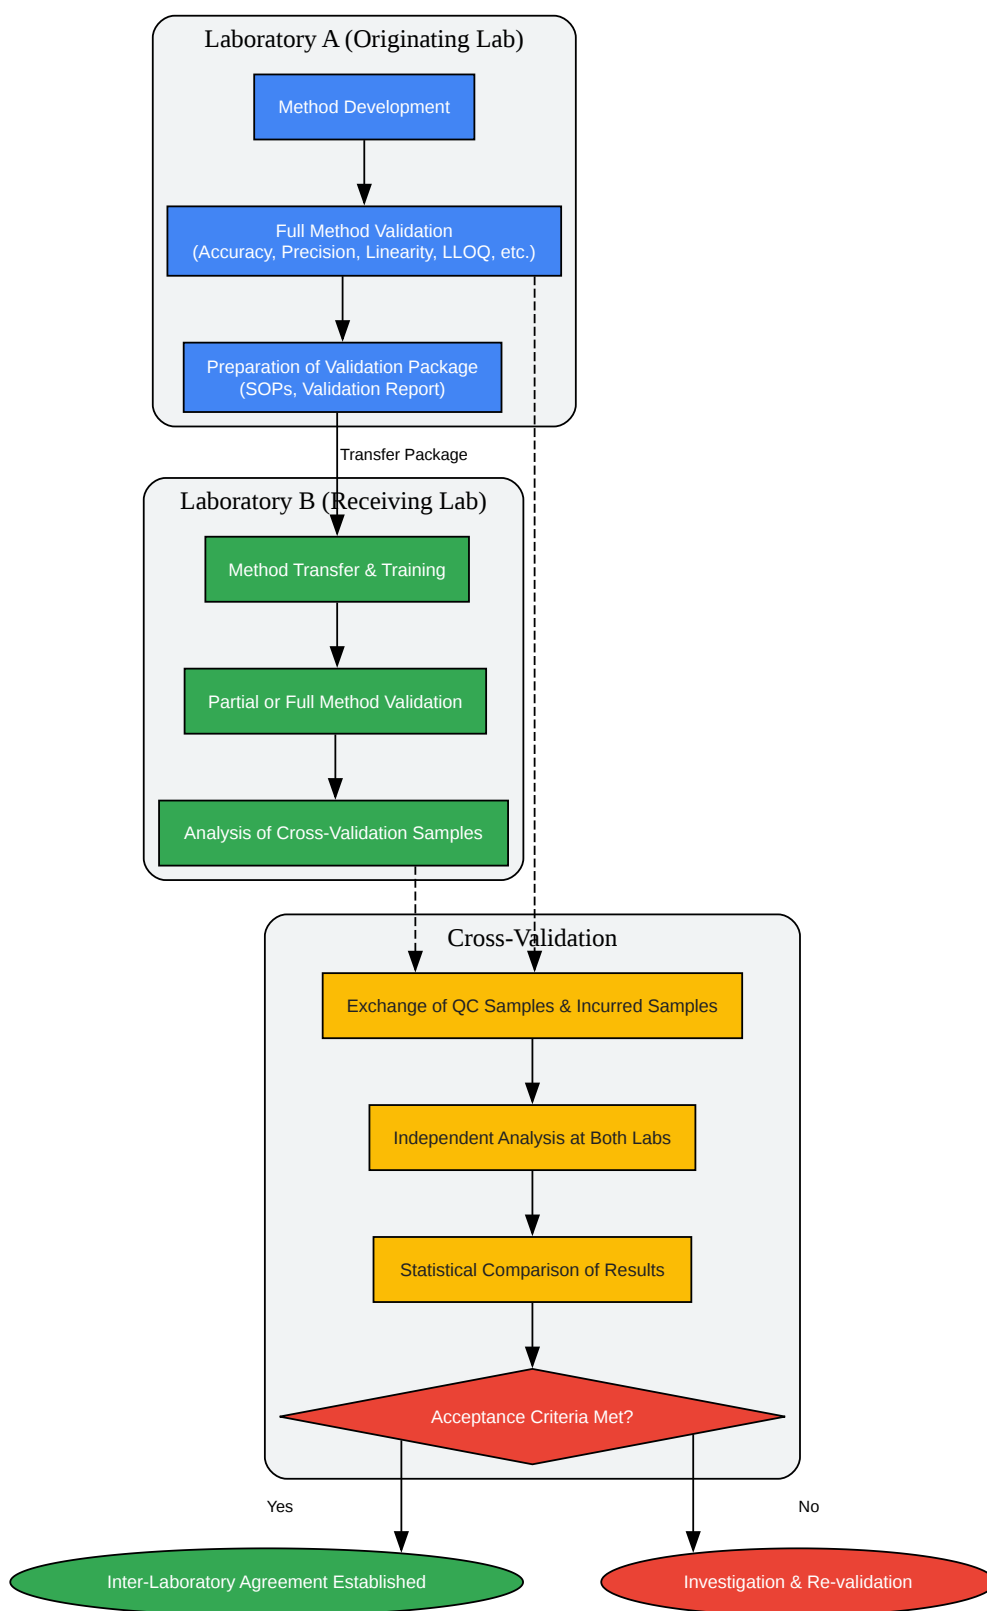 Laboratory A (Originating Lab)
Method Development
Full Method Validation
(Accuracy, Precision, Linearity, LLOQ, etc.)
Preparation of Validation Package
(SOPs, Validation Report)
Transfer Package
Laboratory B (Receiving Lab)
Method Transfer & Training
Partial or Full Method Validation
Analysis of Cross-Validation Samples
Cross-Validation
Exchange of QC Samples & Incurred Samples
Independent Analysis at Both Labs
Statistical Comparison of Results
Acceptance Criteria Met?
Yes
No
Inter-Laboratory Agreement Established
Investigation & Re-validation